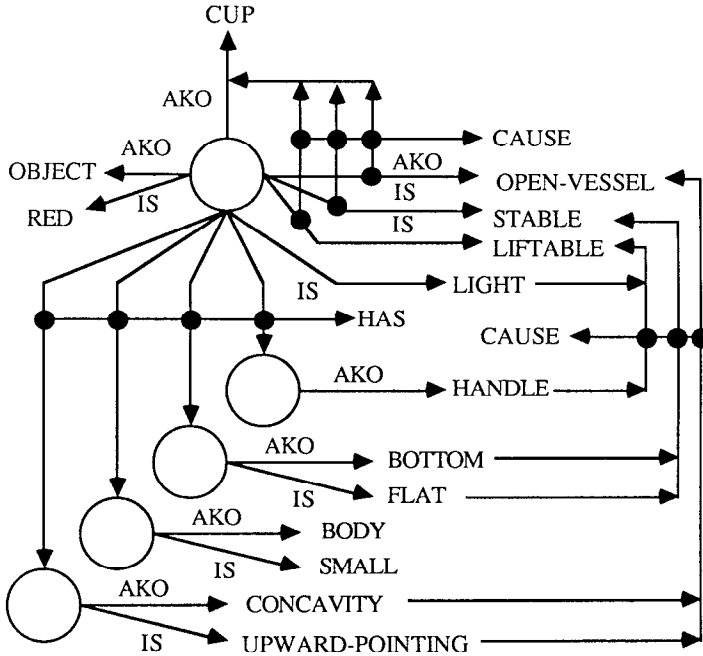 CUP
AKO
CAUSE
OBJECT AKO AKO
IS OPEN-VESSEL
RED IS IS STABLE
LIFTABLE
IS LIGHT
HAS CAUSE
AKO HANDLE
AKO BOTTOM
IS FLAT
AKO BODY
IS SMALL
AKO CONCAVITY
IS UPWARD-POINTING